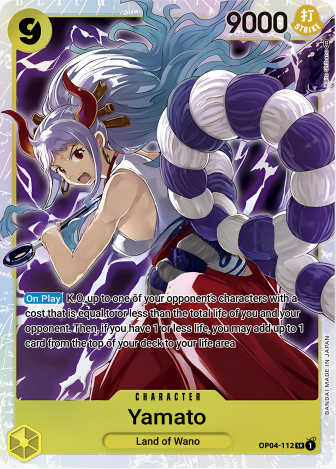 9
9000
打
STRIKE
On Play K.O. up to one of your opponent's characters with a
cost that is equal to or less than the total life of you and your
opponent. Then, if you have 1 or less life, you may add up to 1
card from the top of your deck to your life area
CHARACTER
Yamato
Land of Wano
OP04-112 SR 1
BANDAI MADE IN JAPAN